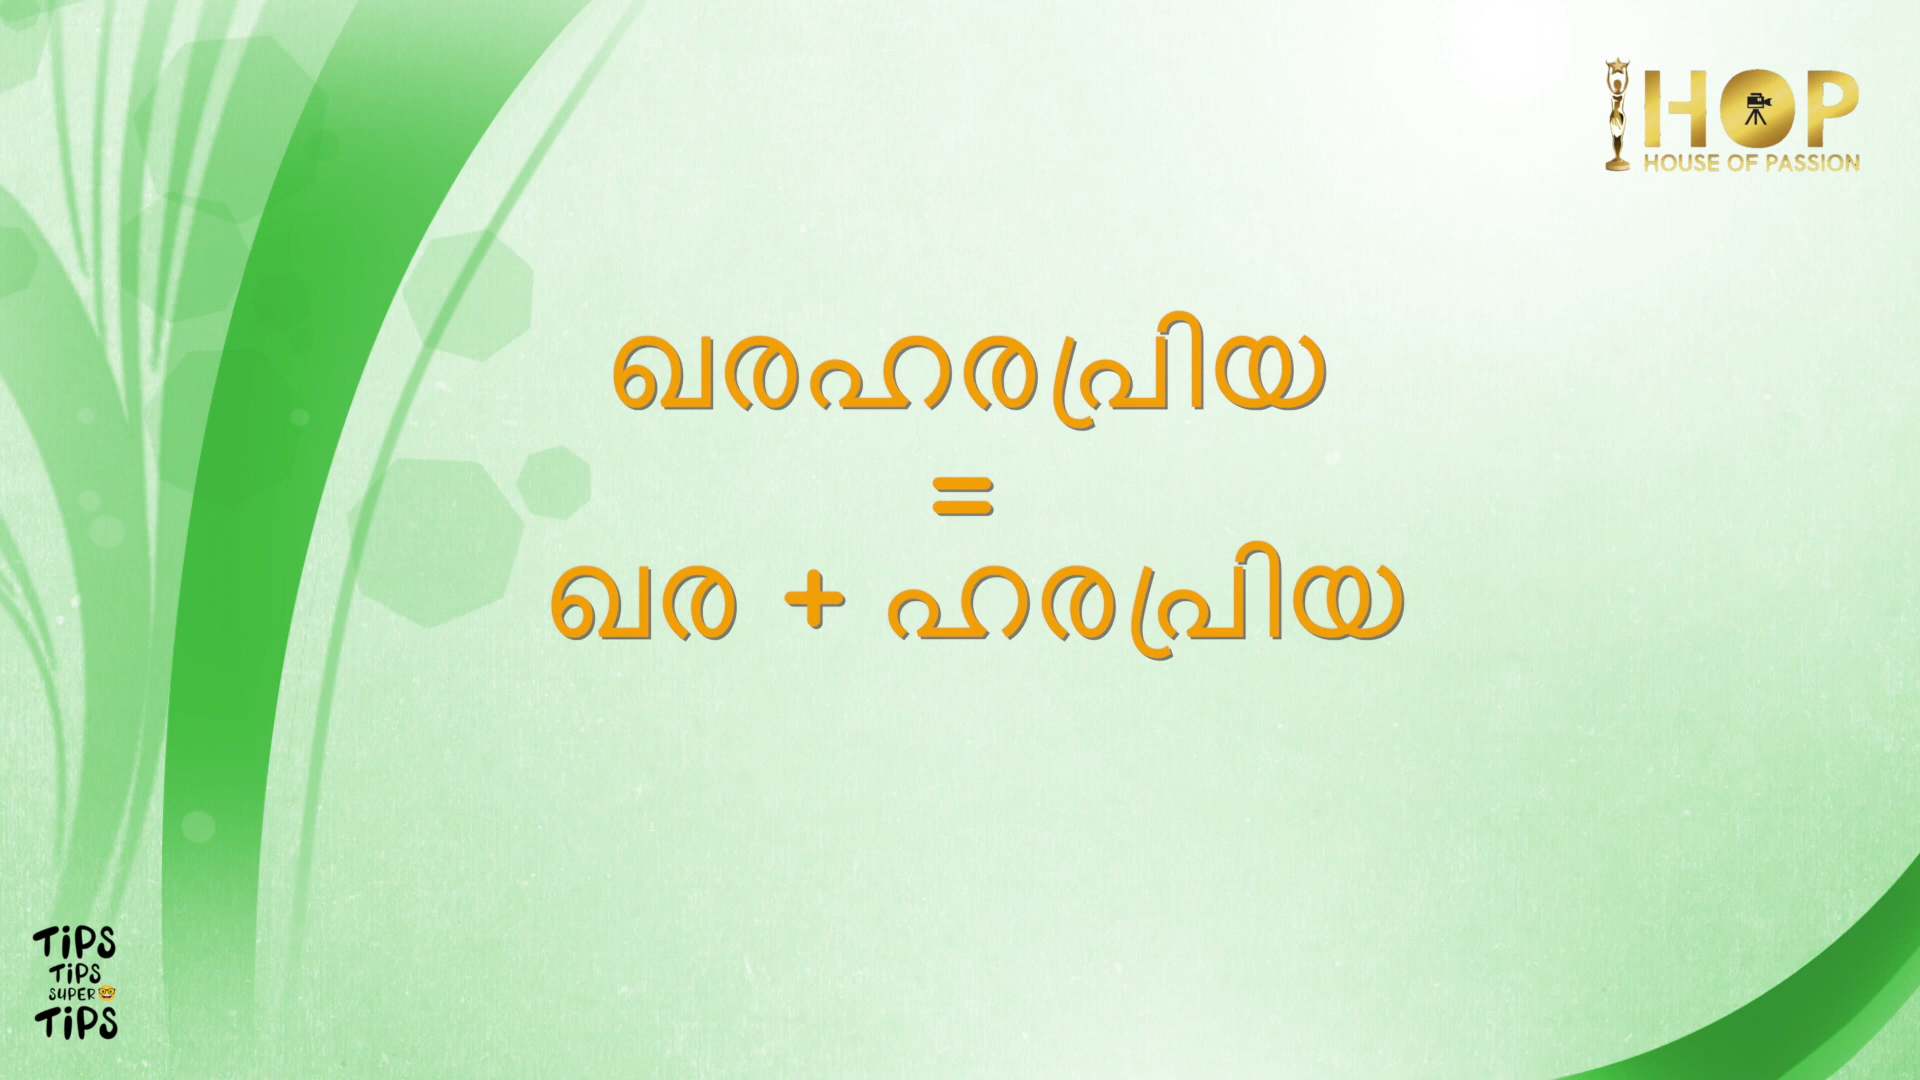 HOP
HOUSE OF PASSION
ഖരഹരപ്രിയ
=
ഖര + ഹരപ്രിയ
TiPS
TiPS
SUPER
TiPS